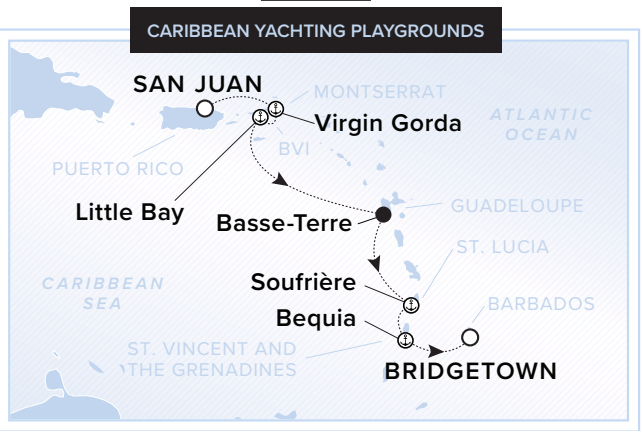 CARIBBEAN YACHTING PLAYGROUNDS
SAN JUAN
MONTSERRAT
Virgin Gorda
ATLANTIC
OCEAN
BVI
PUERTO RICO
Little Bay
Basse-Terre
GUADELOUPE
ST. LUCIA
CARIBBEAN
SEA
Soufrière
Bequia
BARBADOS
ST. VINCENT AND
THE GRENADINES
BRIDGETOWN